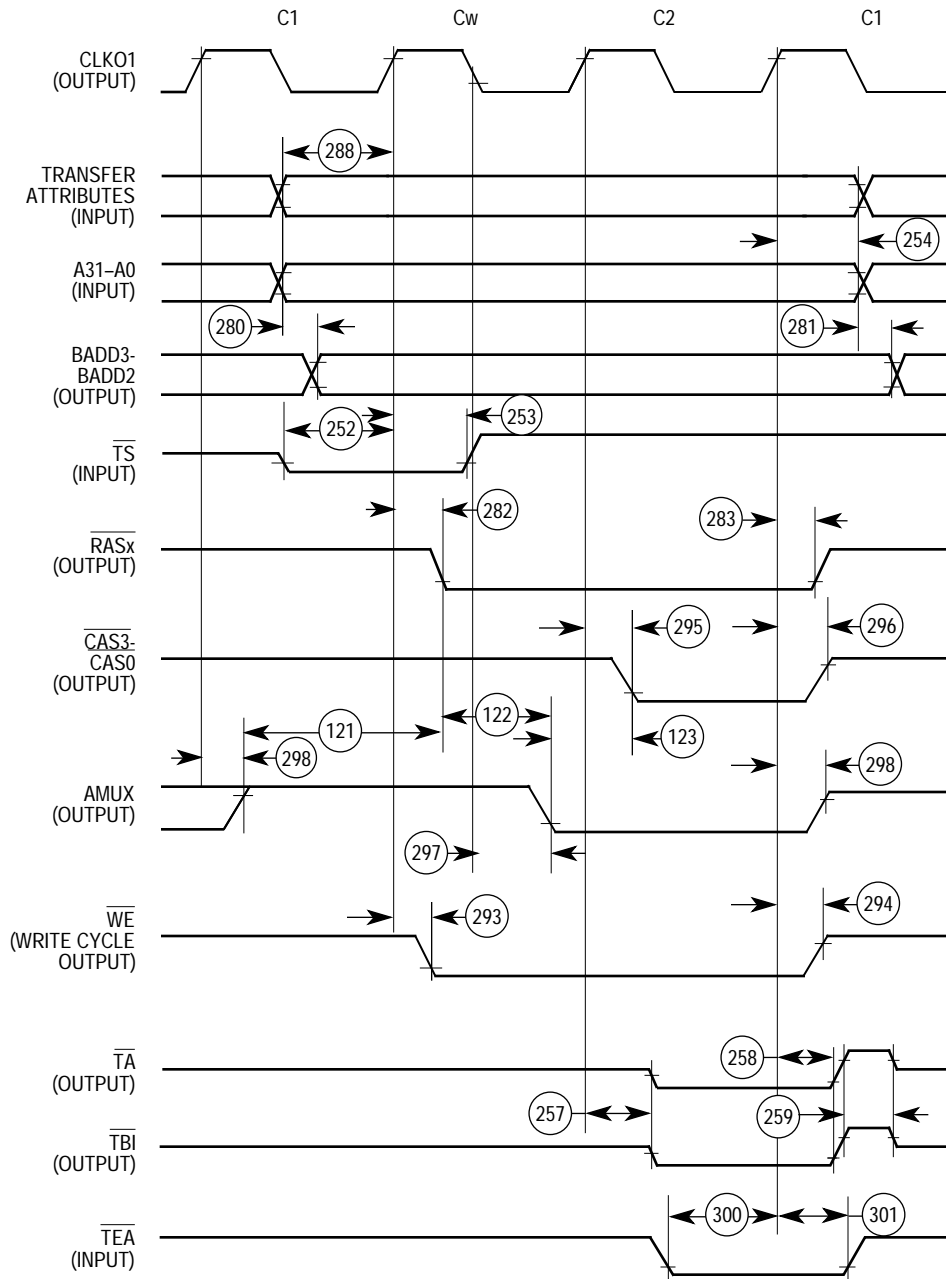 C1 Cw C2 C1
CLKO1
(OUTPUT)
288
TRANSFER
ATTRIBUTES
(INPUT)
254
A31–A0
(INPUT)
280 281
BADD3-
BADD2
(OUTPUT)
252 253
TS
(INPUT)
282 283
RASx
(OUTPUT)
295 296
CAS3-
CAS0
(OUTPUT)
122
121 123
298 298
AMUX
(OUTPUT)
297
293 294
WE
(WRITE CYCLE
OUTPUT)
258
TA
(OUTPUT)
257 259
TBI
(OUTPUT)
300 301
TEA
(INPUT)